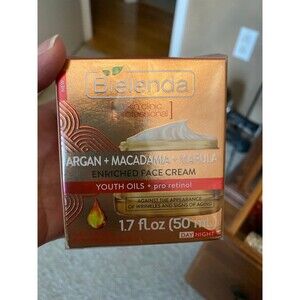 Bielenda
skin clinic
professional
ARGAN + MACADAMIA + MARULA
ENRICHED FACE CREAM
YOUTH OILS + pro retinol
AGAINST THE APPEARANCE
OF WRINKLES AND SIGNS OF AGING
1.7 fl.oz (50 mL)
DAY NIGHT